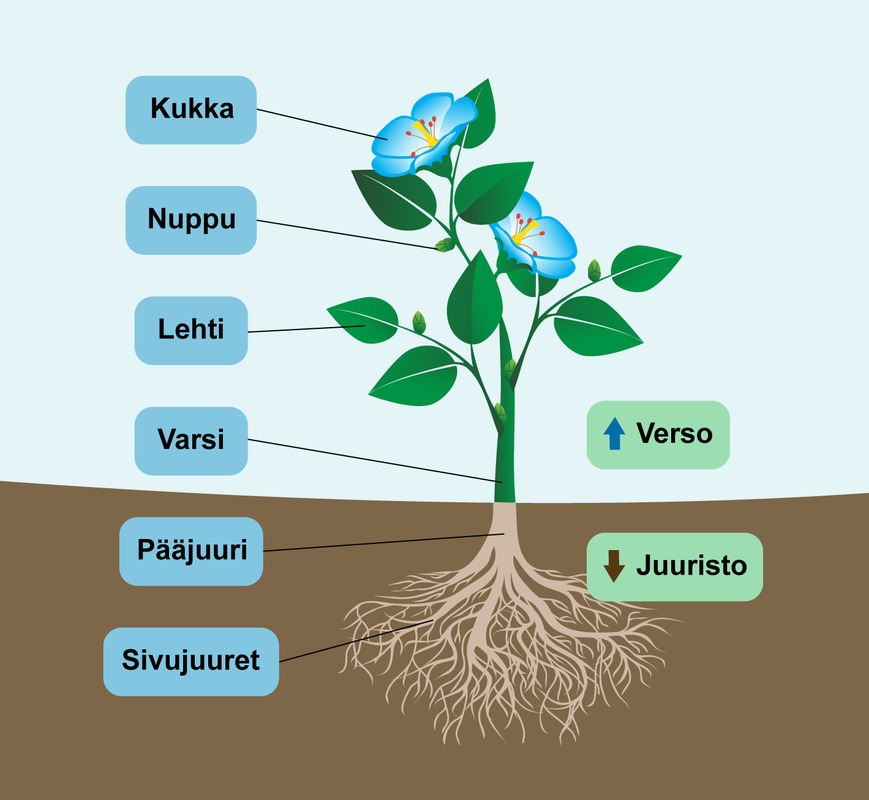 Kukka
Nuppu
Lehti
Varsi
Verso
Pääjuuri
Juuristo
Sivujuuret